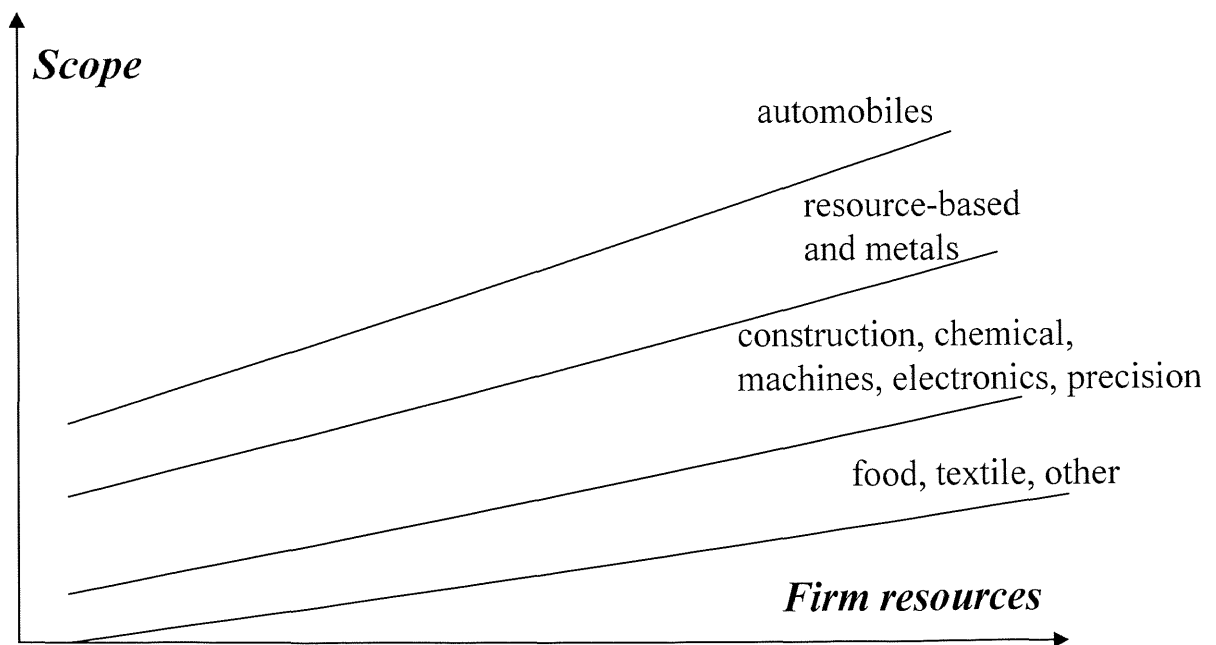 Scope
automobiles
resource-based
and metals
construction, chemical,
machines, electronics, precision
food, textile, other
Firm resources